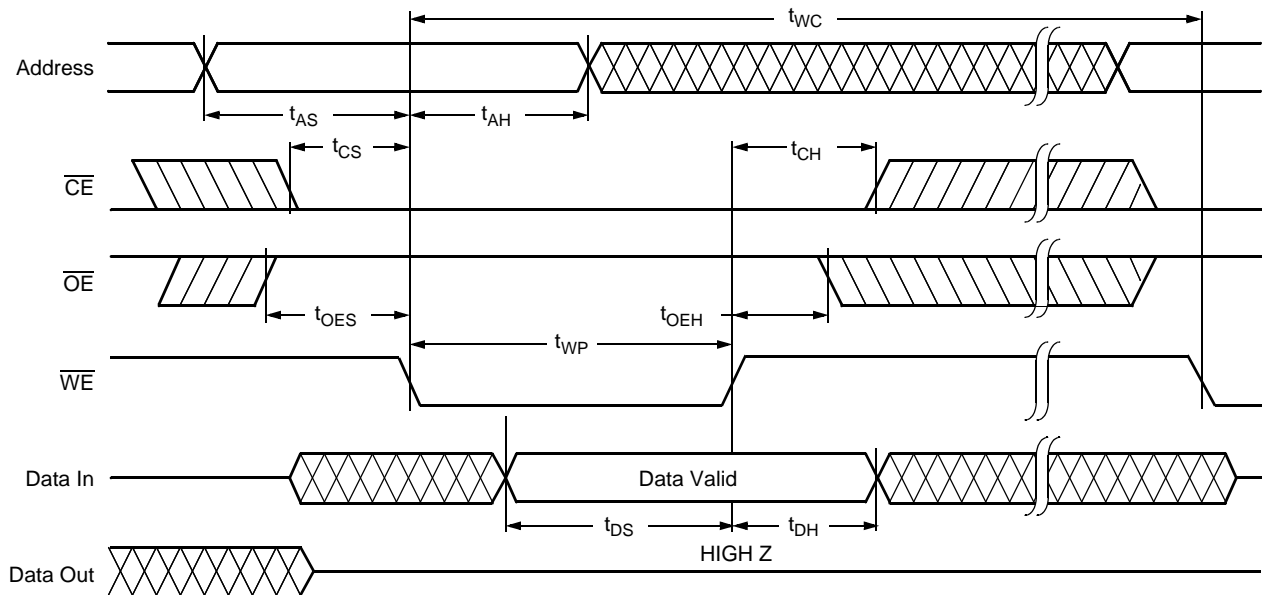 tWC
Address
tAS
tAH
tCS
tCH
CE
OE
tOES
tOEH
tWP
WE
Data In
Data Valid
tDS
tDH
HIGH Z
Data Out